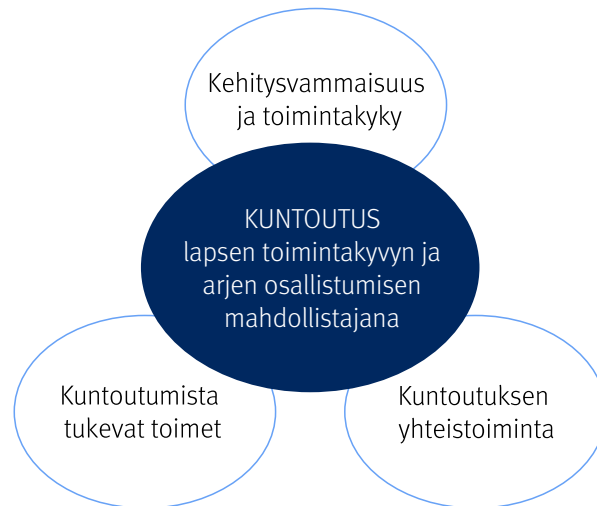 Kehitysvammaisuus
ja toimintakyky
KUNTOUTUS
lapsen toimintakyvyn ja
arjen osallistumisen
mahdollistajana
Kuntoutumista
tukevat toimet
Kuntoutuksen
yhteistoiminta